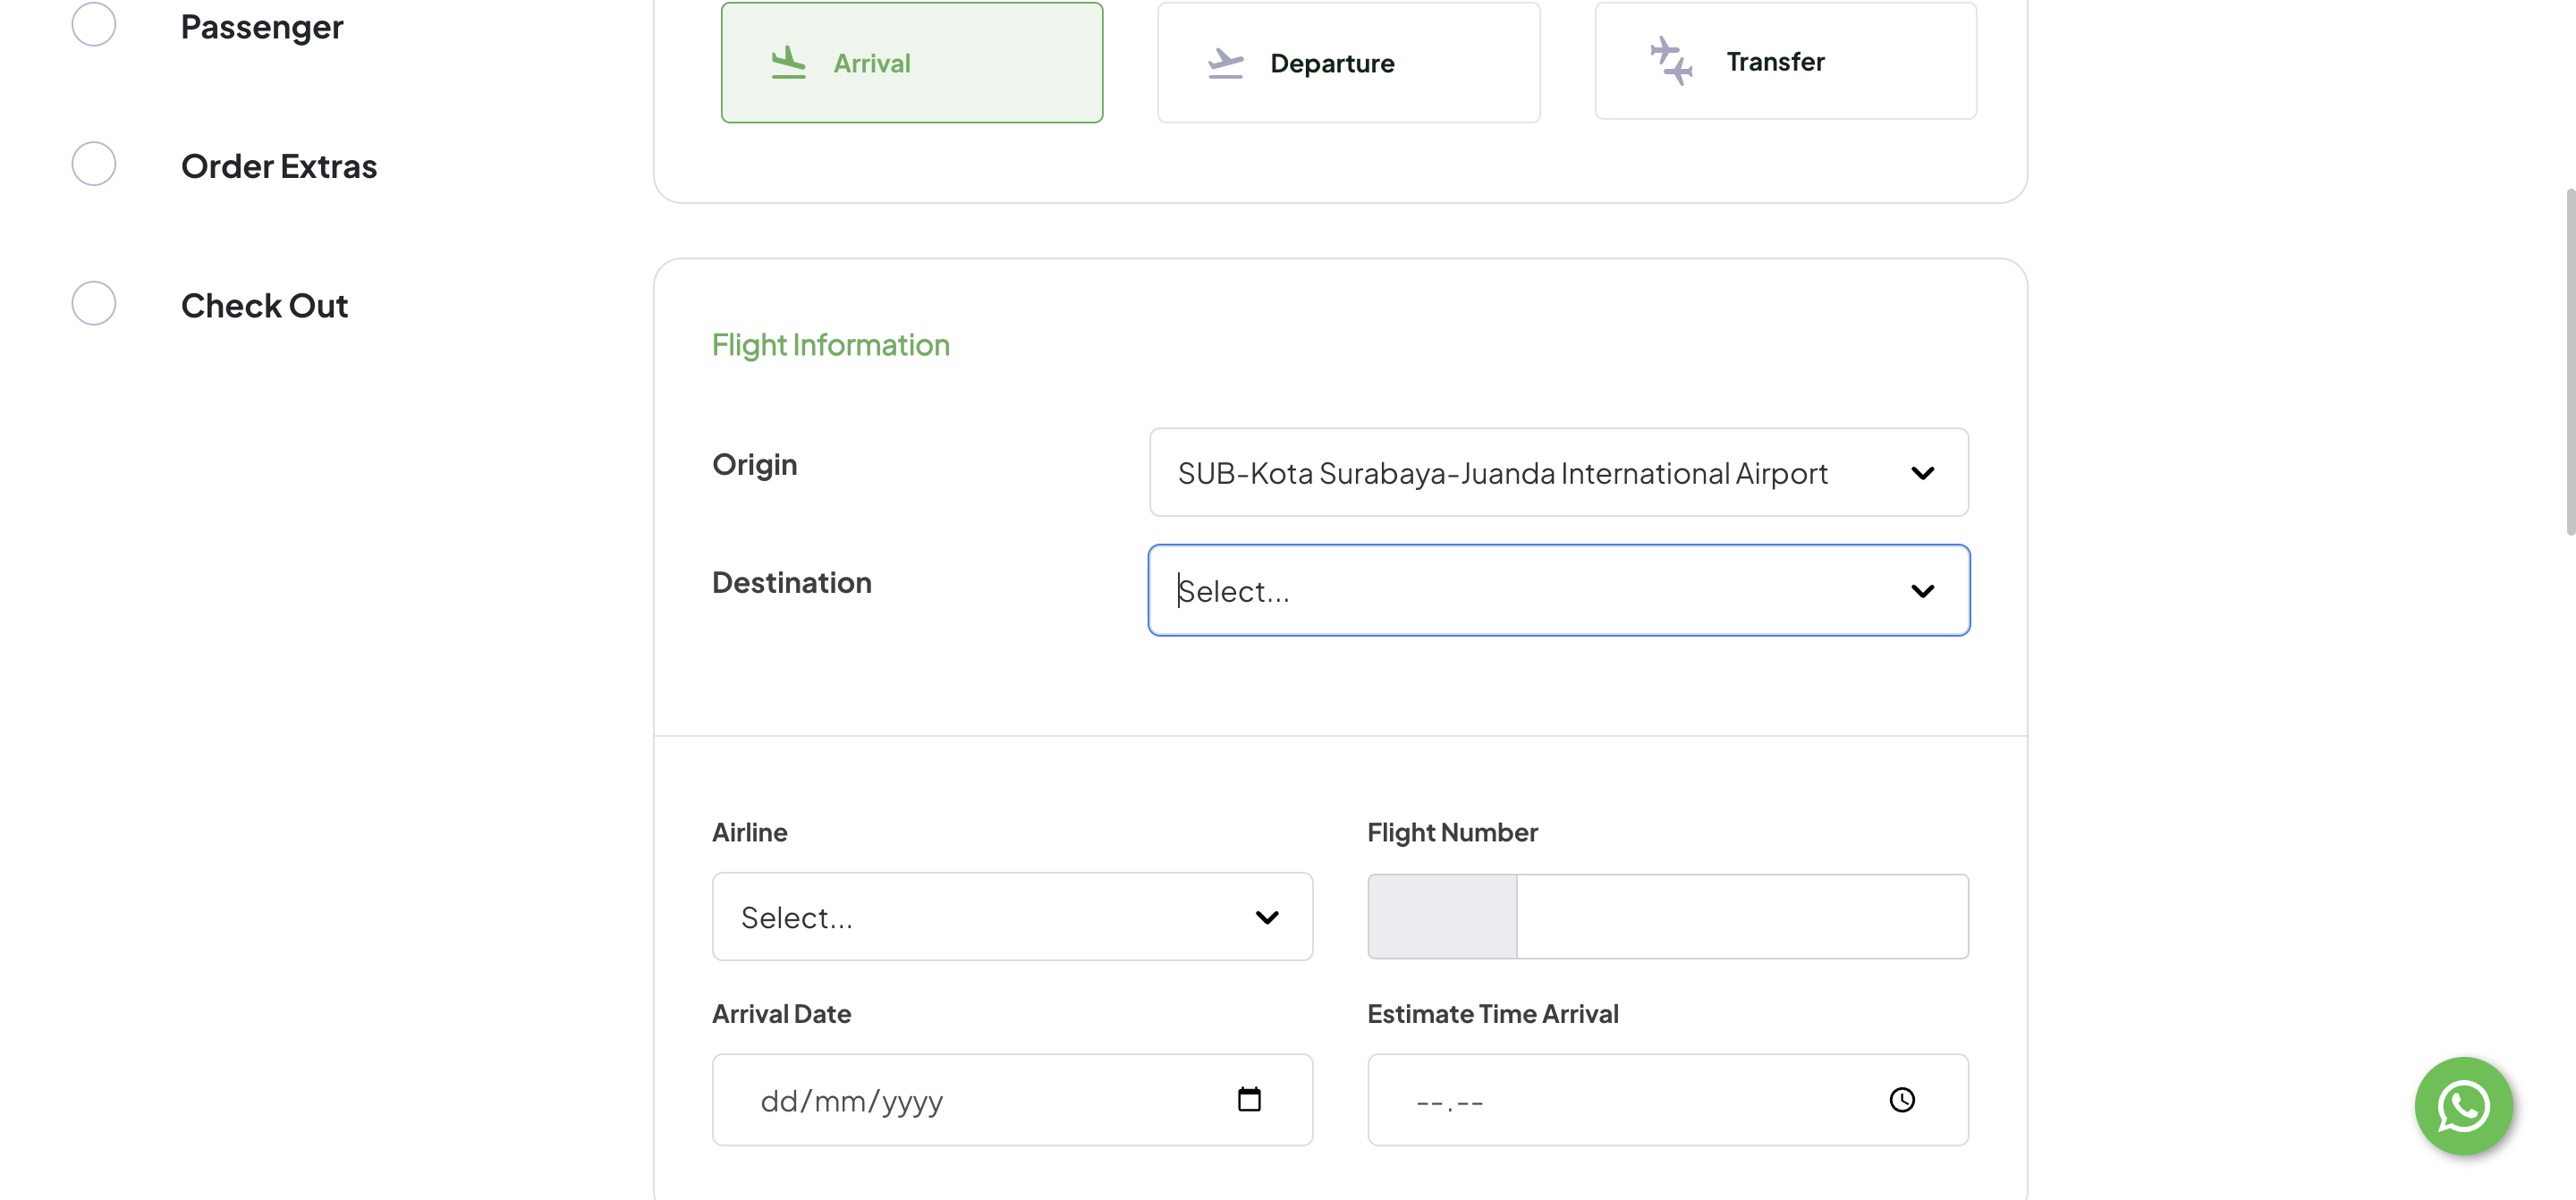 Passenger
Order Extras
Check Out
Arrival
Departure
Transfer
Flight Information
Origin
SUB-Kota Surabaya-Juanda International Airport
Destination
Select...
Airline
Flight Number
Select...
Arrival Date
Estimate Time Arrival
dd/mm/yyyy
--.--